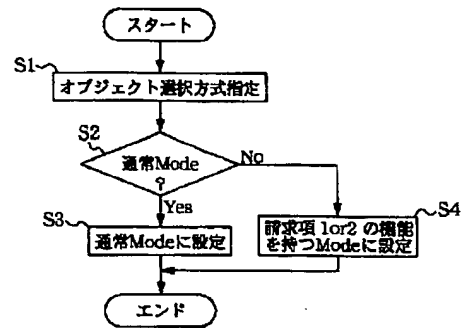 スタート
S1
オブジェクト選択方式指定
S2
通常Mode
?
No
Yes
S3
通常Modeに設定
S4
請求項1or2の機能
を持つModeに設定
エンド